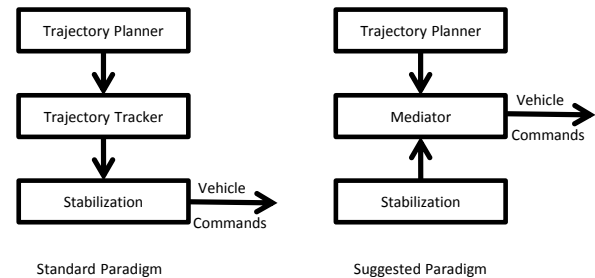 Trajectory Planner
Trajectory Tracker
Stabilization
Vehicle
Commands
Standard Paradigm
Trajectory Planner
Mediator
Vehicle
Commands
Stabilization
Suggested Paradigm